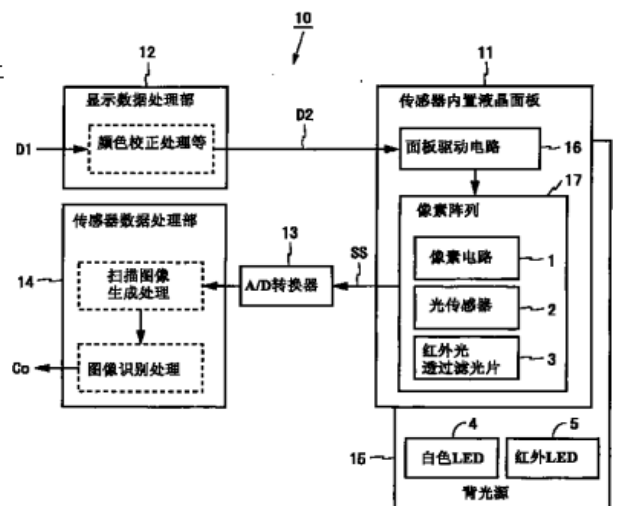 10
12
11
显示数据处理部
传感器内置液晶面板
D1
颜色校正处理等
D2
面板驱动电路
16
17
传感器数据处理部
像素阵列
13
14
扫描图像
生成处理
A/D转换器
SS
像素电路
1
光传感器
2
Co
图像识别处理
红外光
透过滤光片
3
4
5
15
白色LED
红外LED
背光源